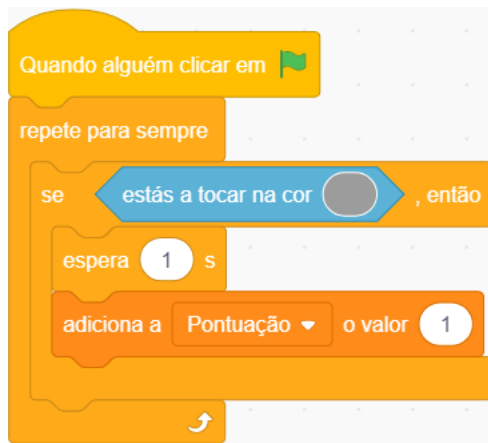 Quando alguém clicar em
repete para sempre
se estás a tocar na cor , então
espera 1 s
adiciona a Pontuação o valor 1